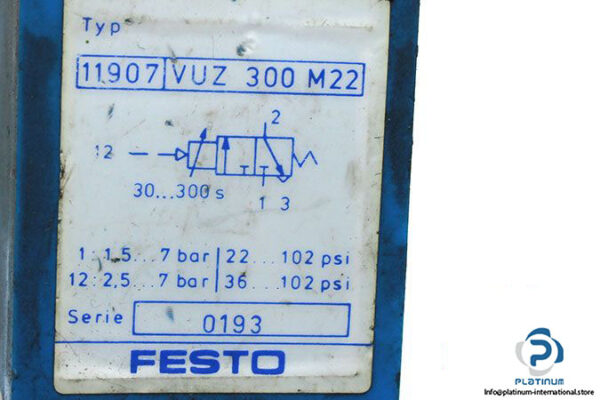 Typ
11907 VUZ 300 M22
2
12
30...300 s
1 3
1: 1,5...7 bar 22...102 psi
12: 2,5...7 bar 36...102 psi
Serie 0193
FESTO
PLATINUM
Info@platinum-international.store